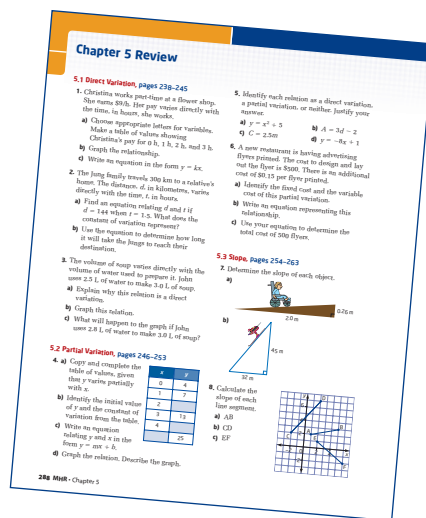 Chapter 5 Review
5.1 Direct Variation, pages 238–245
1. Christina works part-time at a flower shop.
She earns $9/h. Her pay varies directly with
the time, in hours, she works.
a) Choose appropriate letters for variables.
Make a table of values showing
Christina's pay for 0 h, 1 h, 2 h, and 3 h.
b) Graph the relationship.
c) Write an equation in the form y = kx.
2. The Jung family travels 300 km to a relative's
home. The distance, d, in kilometres, varies
directly with the time, t, in hours.
a) Find an equation relating d and t if
d = 144 when t = 1.5. What does the
constant of variation represent?
b) Use the equation to determine how long
it will take the Jungs to reach their
destination.
3. The volume of soup varies directly with the
volume of water used to prepare it. John
uses 2.5 L of water to make 3.0 L of soup.
a) Explain why this relation is a direct
variation.
b) Graph this relation.
c) What will happen to the graph if John
uses 2.8 L of water to make 3.0 L of soup?
5.2 Partial Variation, pages 246–253
4. a) Copy and complete the
table of values, given
that y varies partially
with x.
b) Identify the initial value
of y and the constant of
variation from the table.
c) Write an equation
relating y and x in the
form y = mx + b.
d) Graph the relation. Describe the graph.
x y
0 4
1 7
2
3 13
4
25
288 MHR • Chapter 5
5. Identify each relation as a direct variation,
a partial variation, or neither. Justify your
answer.
a) y = x² + 5 b) A = 3d − 2
c) C = 2.5m d) y = −8x + 1
6. A new restaurant is having advertising
flyers printed. The cost to design and lay
out the flyer is $500. There is an additional
cost of $0.15 per flyer printed.
a) Identify the fixed cost and the variable
cost of this partial variation.
b) Write an equation representing this
relationship.
c) Use your equation to determine the
total cost of 500 flyers.
5.3 Slope, pages 254–263
7. Determine the slope of each object.
a)
0.26 m
2.0 m
b)
45 m
32 m
8. Calculate the
slope of each
line segment.
a) AB
b) CD
c) EF
y
D
C
A
B
E
F
x